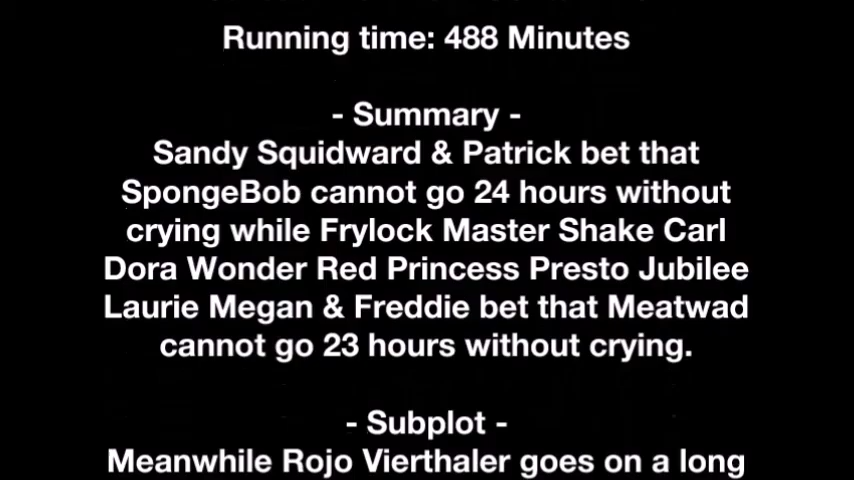 Running time: 488 Minutes
- Summary -
Sandy Squidward & Patrick bet that
SpongeBob cannot go 24 hours without
crying while Frylock Master Shake Carl
Dora Wonder Red Princess Presto Jubilee
Laurie Megan & Freddie bet that Meatwad
cannot go 23 hours without crying.
- Subplot -
Meanwhile Rojo Vierthaler goes on a long